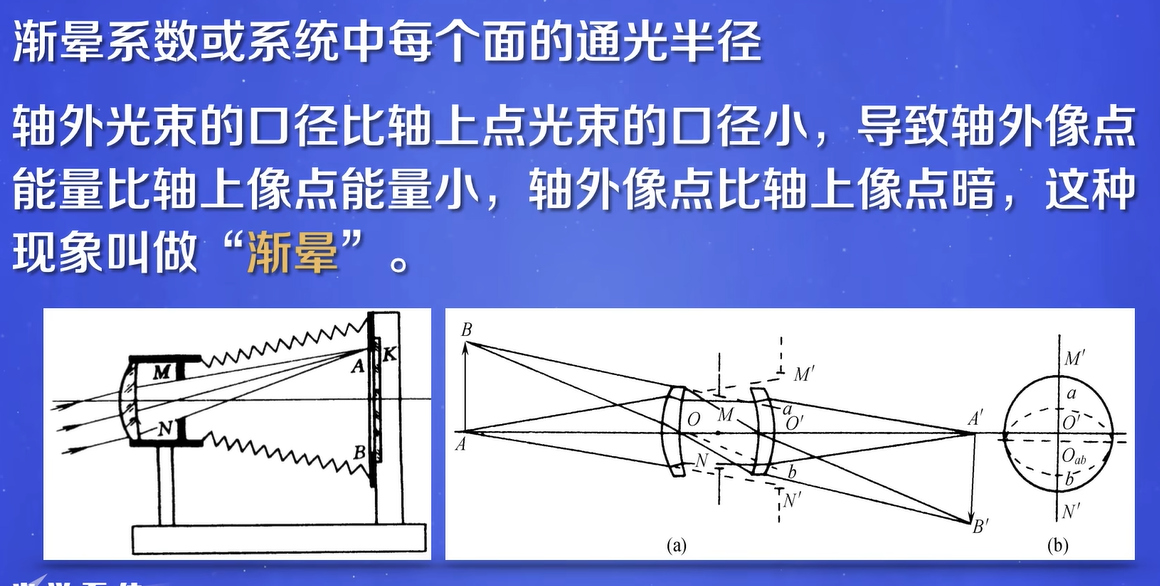 渐晕系数或系统中每个面的通光半径
轴外光束的口径比轴上点光束的口径小，导致轴外像点
能量比轴上像点能量小，轴外像点比轴上像点暗，这种
现象叫做“渐晕”。
M
N
A
K
B
B
A
O
M
N
a
O′
b
M′
N′
A′
B′
(a)
M′
a
O′
Oab
b
N′
(b)